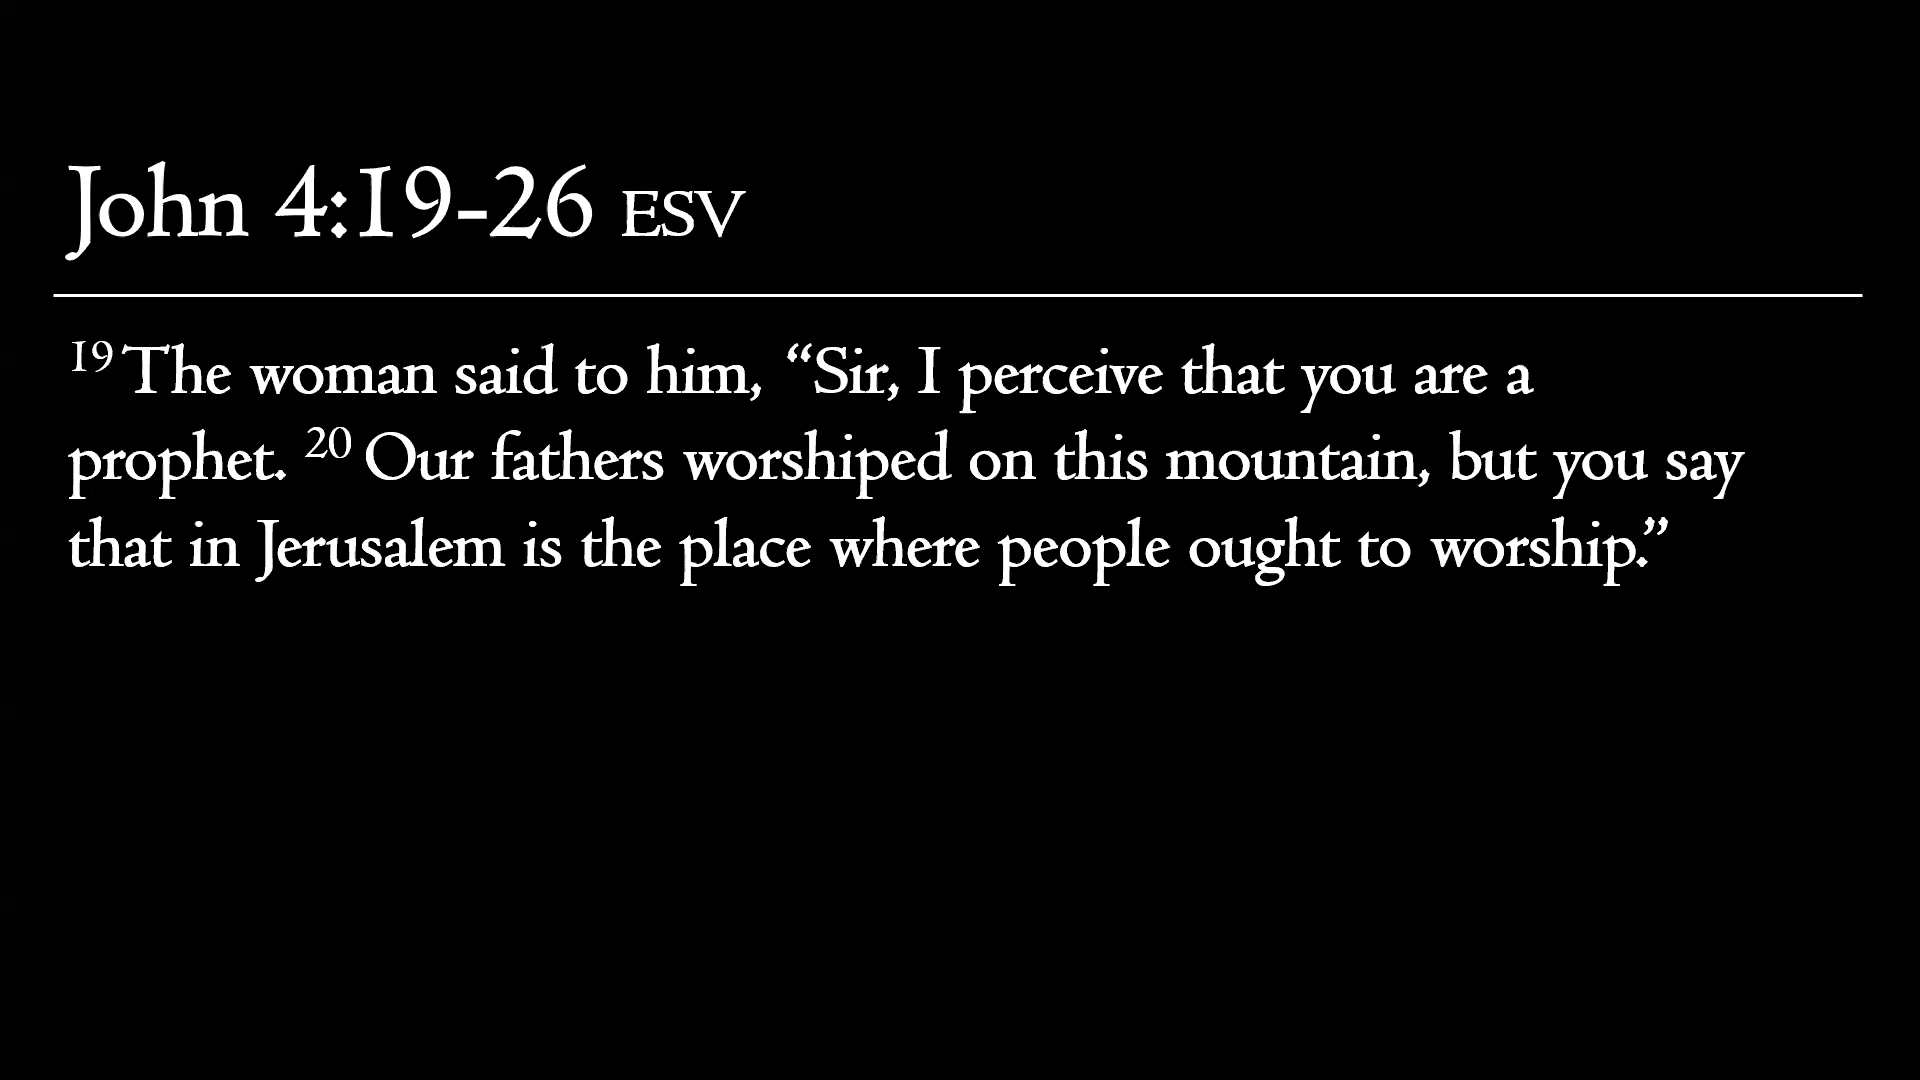 John 4:19-26 ESV
19 The woman said to him, “Sir, I perceive that you are a
prophet. 20 Our fathers worshiped on this mountain, but you say
that in Jerusalem is the place where people ought to worship.”